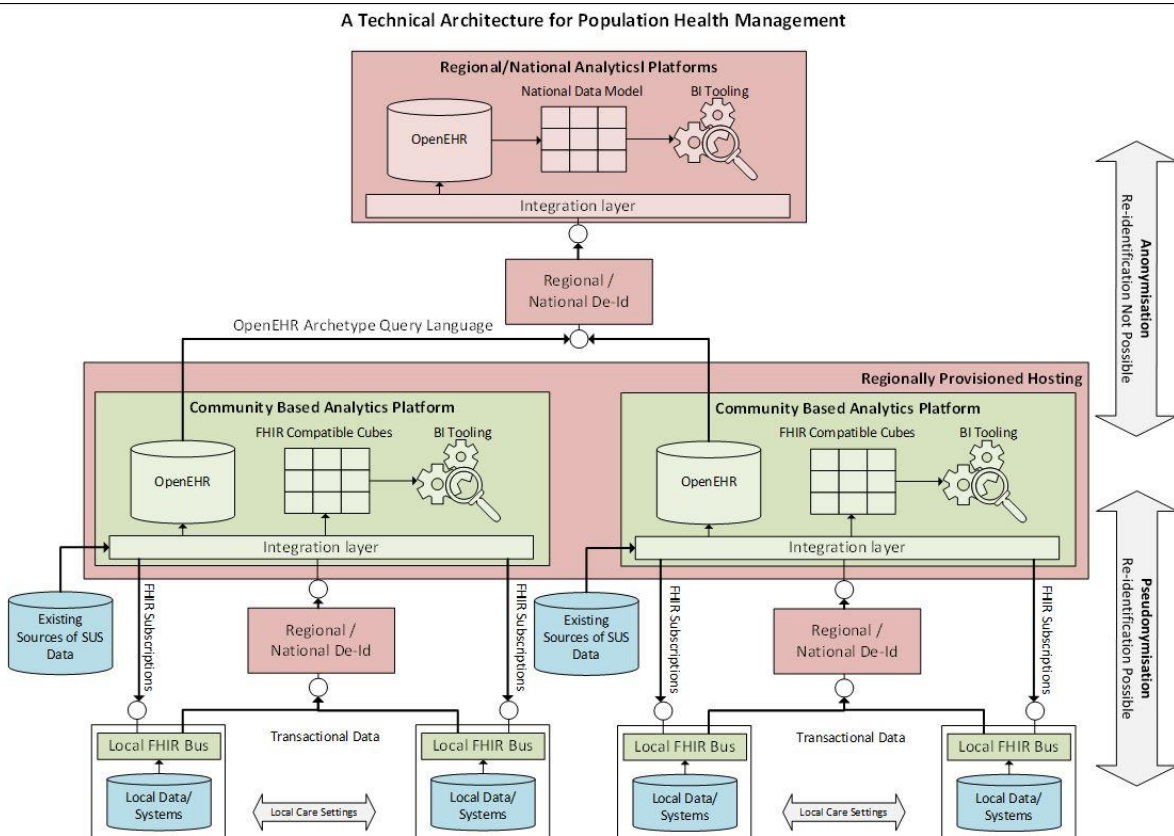 A Technical Architecture for Population Health Management
Regional/National Analyticsl Platforms
National Data Model
BI Tooling
OpenEHR
Integration layer
Regional /
National De-Id
OpenEHR Archetype Query Language
Anonymisation
Re-identification Not Possible
Regionally Provisioned Hosting
Community Based Analytics Platform
FHIR Compatible Cubes
BI Tooling
OpenEHR
Integration layer
Community Based Analytics Platform
FHIR Compatible Cubes
BI Tooling
OpenEHR
Integration layer
Pseudonymisation
Re-identification Possible
Existing
Sources of SUS
Data
FHIR Subscriptions
Regional /
National De-Id
FHIR Subscriptions
Existing
Sources of SUS
Data
FHIR Subscriptions
Regional /
National De-Id
FHIR Subscriptions
Local FHIR Bus
Transactional Data
Local FHIR Bus
Local FHIR Bus
Transactional Data
Local FHIR Bus
Local Data/
Systems
Local Care Settings
Local Data/
Systems
Local Data/
Systems
Local Care Settings
Local Data/
Systems